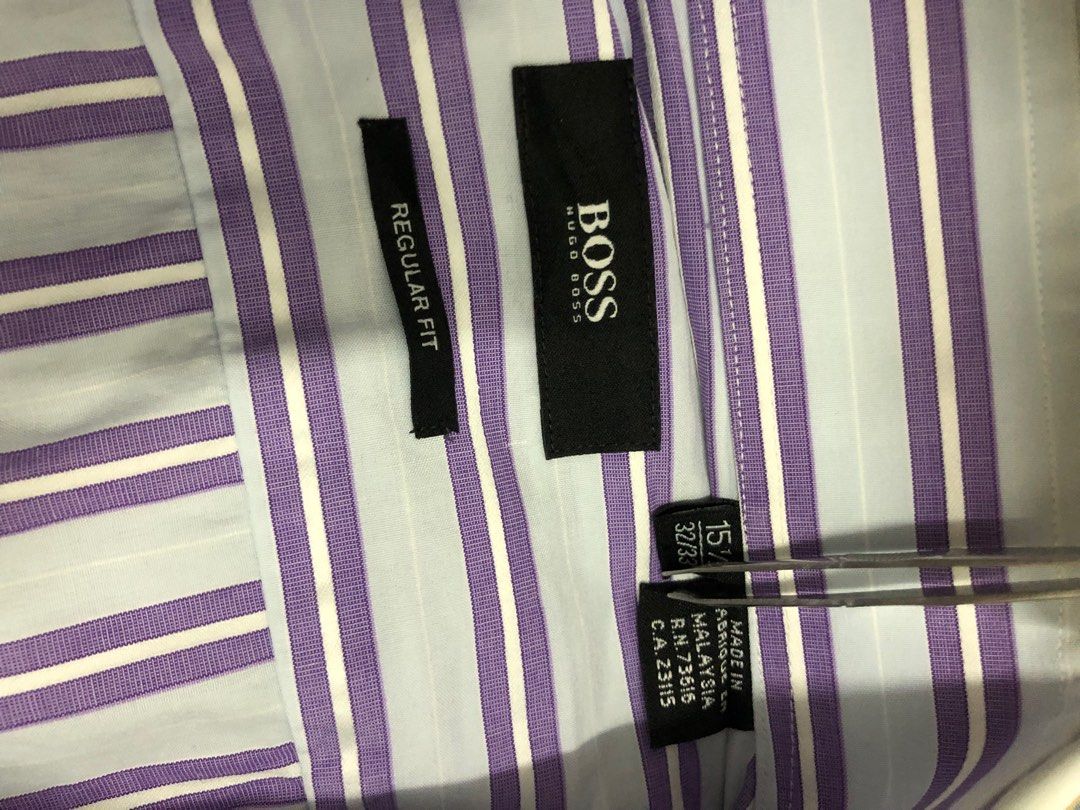 BOSS
HUGO BOSS
REGULAR FIT
32/33
MADE IN
MALAYSIA
R.N. 73616
C.A. 23115